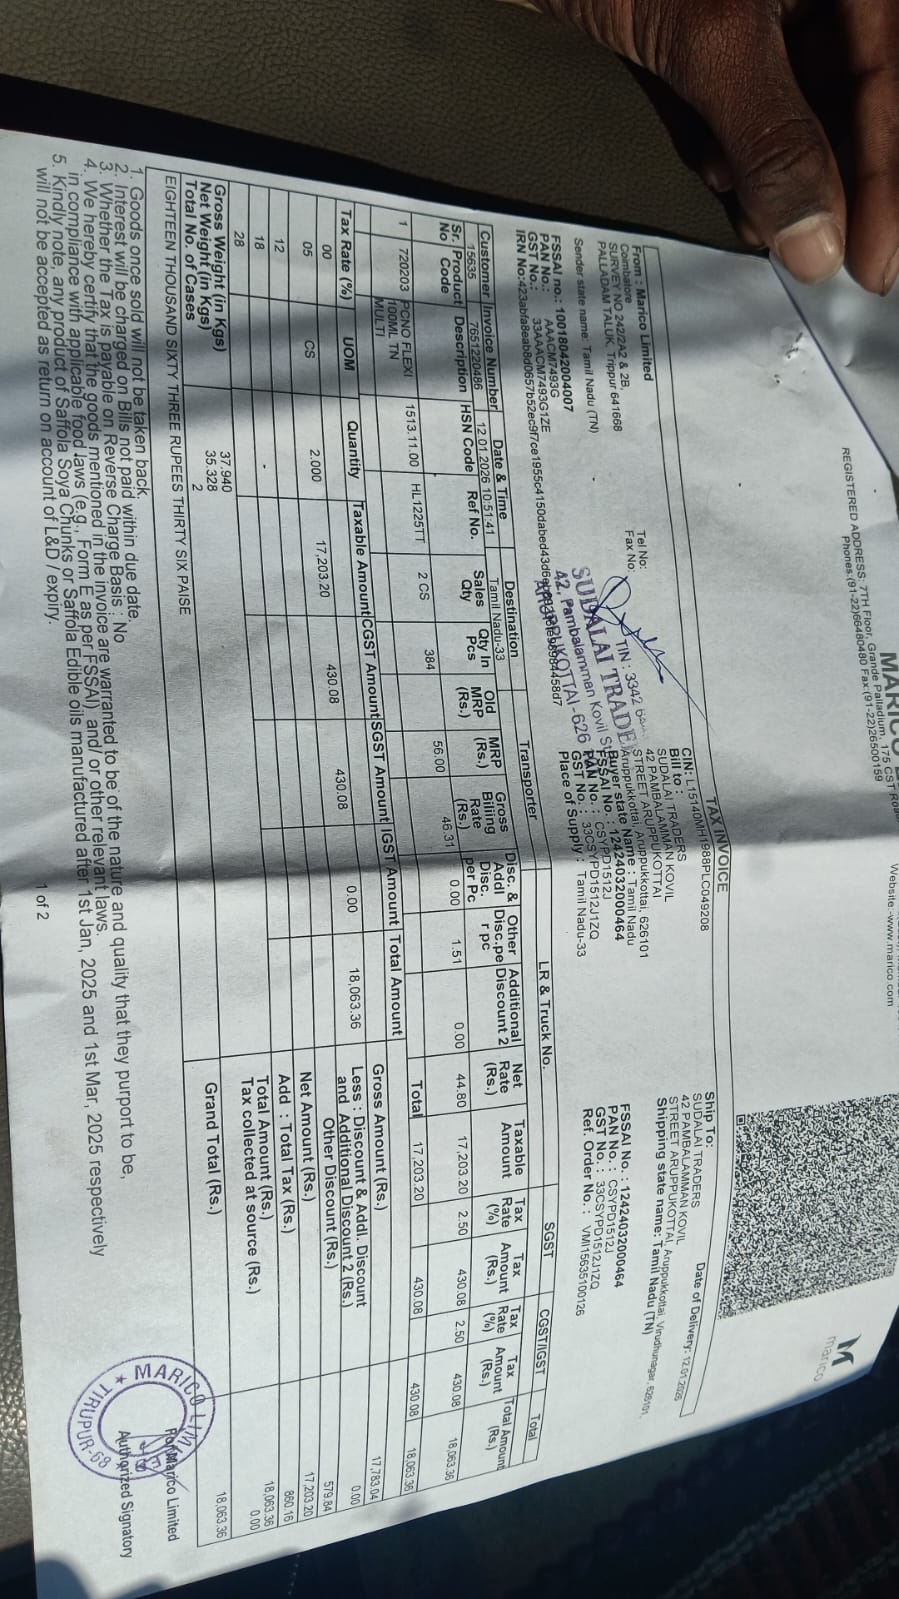 MARICO L
REGISTERED ADDRESS: 7TH Floor, Grande Palladium, 175 CST Road
Phones:(91-22)66480480 Fax:(91-22)26500159
Website:-www.marico.com
marico
TAX INVOICE
Date of Delivery: 12.01.2026
From : Marico Limited
Coimbatore
SURVEY NO 242/2A2 & 2B,
PALLADAM TALUK, Trippur 641668
Sender state name: Tamil Nadu (TN)
FSSAI no.: 10018042004007
PAN No.: AAACM7493G
GST No.: 33AAACM7493G1ZE
Tel No:
Fax No:
CIN: L15140MH1988PLC049208
Bill to :
SUDALAI TRADERS
42 PAMBALAMMAN KOVIL
STREET ARUPPUKOTTAI
Aruppukkottai, Aruppukkottai, 626101
Buyer state Name : Tamil Nadu
FSSAI No. : 12424032000464
PAN No. : CSYPD1512J
GST No. : 33CSYPD1512J1ZQ
Place of Supply : Tamil Nadu-33
Ship To:
SUDALAI TRADERS
42 PAMBALAMMAN KOVIL
STREET ARUPPUKOTTAI, Aruppukkottai, Virudhunagar, 626101,
Shipping state name: Tamil Nadu (TN)
FSSAI No. : 12424032000464
PAN No. : CSYPD1512J
GST No. : 33CSYPD1512J1ZQ
Ref. Order No. : VMI15635100126
TIN : 3342
SUDALAI TRADE
42, Pambalamman Kovil St
ARUPPUKOTTAI-626
Customer Invoice Number Date & Time Destination Transporter LR & Truck No. SGST CGST/IGST Total
15635 7651220486 12.01.2026 10:51:41 Tamil Nadu-33
Sr. No Product Code Description HSN Code Ref No. Sales Qty Qty In Pcs Old MRP (Rs.) MRP (Rs.) Gross Billing Rate (Rs.) Disc. & Addl Disc. per Pc Other Disc.pe r pc Additional Discount 2 Net Rate (Rs.) Taxable Amount Tax Rate (%) Tax Amount (Rs.) Tax Rate (%) Tax Amount (Rs.) Total Amount (Rs.)
1 720203 PCNO FLEXI 100ML TN MULTI 1513.11.00 HL1225TT 2 CS 384 56.00 46.31 0.00 1.51 0.00 44.80 17,203.20 2.50 430.08 2.50 430.08 18,063.36
Total 17,203.20 430.08 430.08 18,063.36
Tax Rate (%) UOM Quantity Taxable Amount CGST Amount SGST Amount IGST Amount Total Amount
00
05 CS 2.000 17,203.20 430.08 430.08 0.00 18,063.36
12
18 -
28
Gross Amount (Rs.) 17,783.04
Less : Discount & Addl. Discount and Additional Discount 2 (Rs.) 0.00
Other Discount (Rs.) 579.84
Net Amount (Rs.) 17,203.20
Add : Total Tax (Rs.) 860.16
Total Amount (Rs.) 18,063.36
Tax collected at source (Rs.) 0.00
Grand Total (Rs.) 18,063.36
Gross Weight (in Kgs) 37.940
Net Weight (in Kgs) 35.328
Total No. of Cases 2
EIGHTEEN THOUSAND SIXTY THREE RUPEES THIRTY SIX PAISE
1. Goods once sold will not be taken back.
2. Interest will be charged on Bills not paid within due date.
3. Whether the Tax is payable on Reverse Charge Basis : No
4. We hereby certify that the goods mentioned in the invoice are warranted to be of the nature and quality that they purport to be,
in compliance with applicable food laws (e.g., Form E as per FSSAI) and/ or other relevant laws.
5. Kindly note, any product of Saffola Soya Chunks or Saffola Edible oils manufactured after 1st Jan, 2025 and 1st Mar, 2025 respectively
will not be accepted as return on account of L&D / expiry.
For Marico Limited
Authorized Signatory
MARICO LIM
TIRUPUR-68
1 of 2